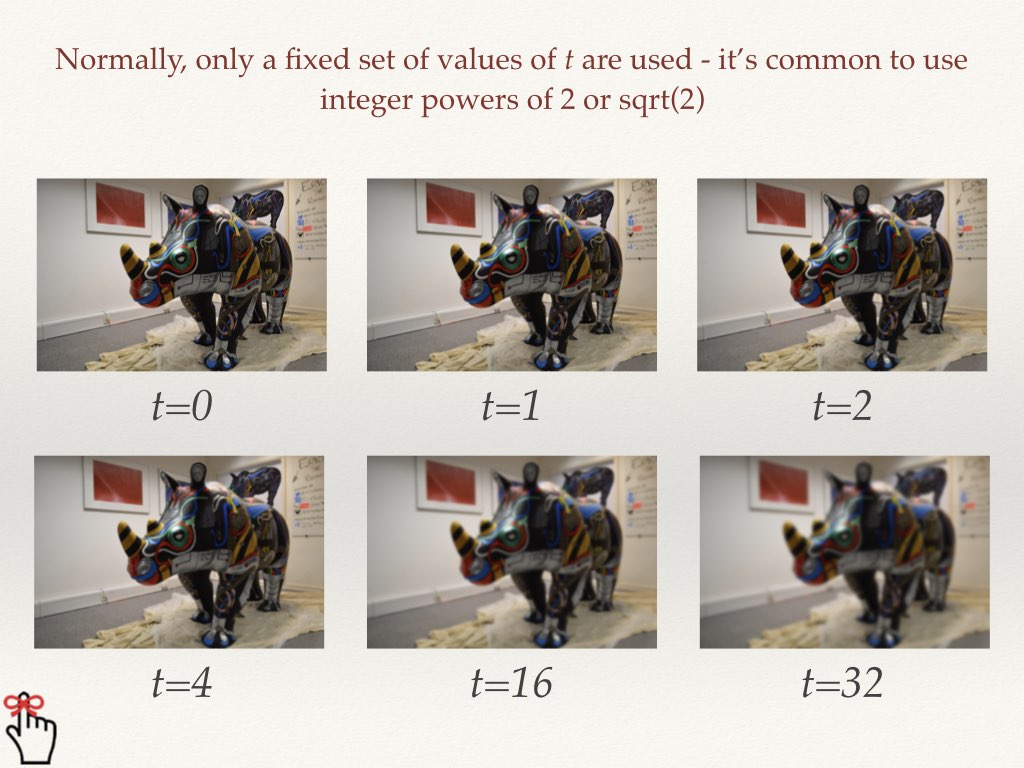 Normally, only a fixed set of values of t are used - it’s common to use
integer powers of 2 or sqrt(2)
t=0
t=1
t=2
t=4
t=16
t=32